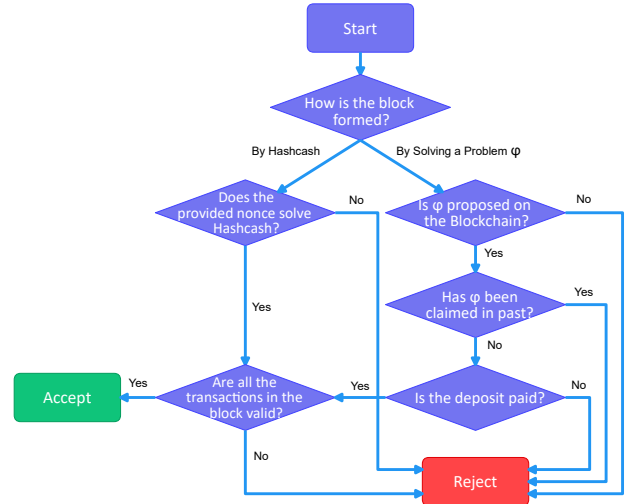 Start
How is the block
formed?
By Hashcash
By Solving a Problem φ
Does the
provided nonce solve
Hashcash?
No
Is φ proposed on
the Blockchain?
No
Yes
Yes
Has φ been
claimed in past?
Yes
No
Accept
Yes
Are all the
transactions in the
block valid?
Yes
Is the deposit paid?
No
No
Reject